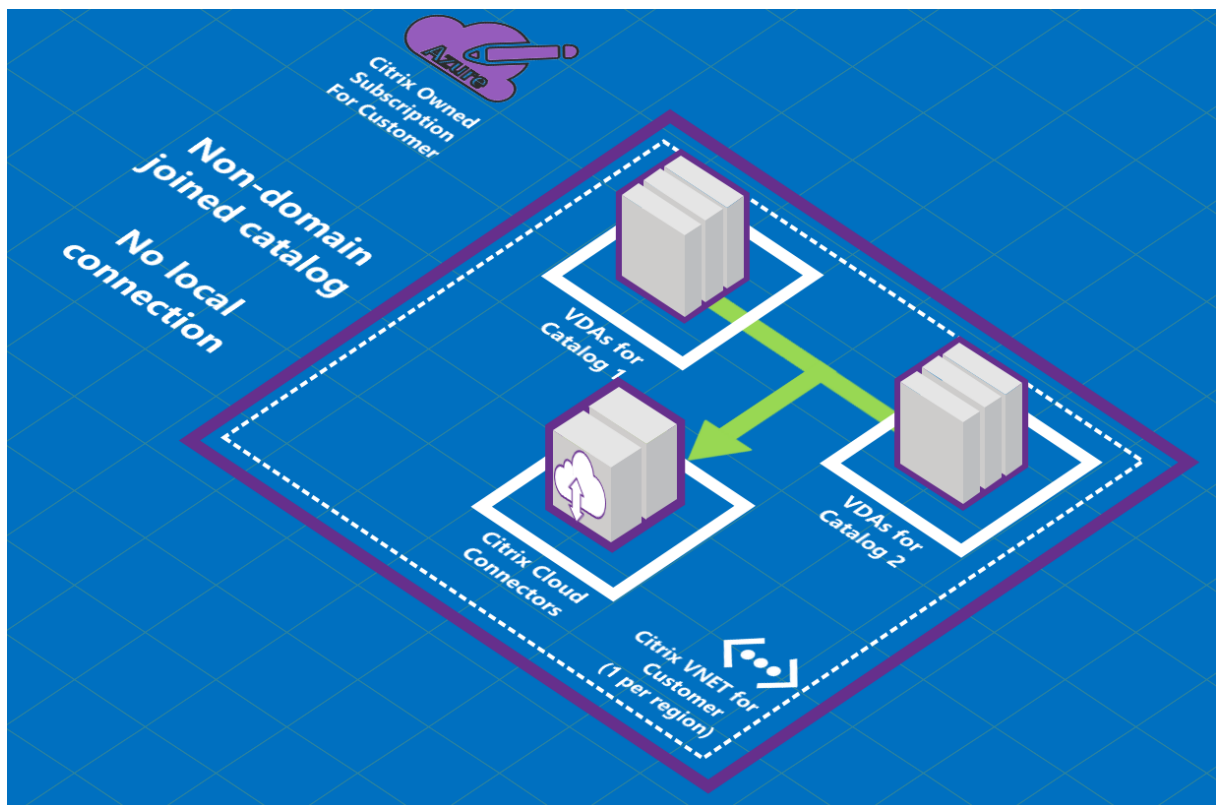 Azure
Citrix Owned
Subscription
For Customer
Non-domain
joined catalog
No local
connection
VDAs for
Catalog 1
VDAs for
Catalog 2
Citrix Cloud
Connectors
Citrix VNET for
Customer
(1 per region)